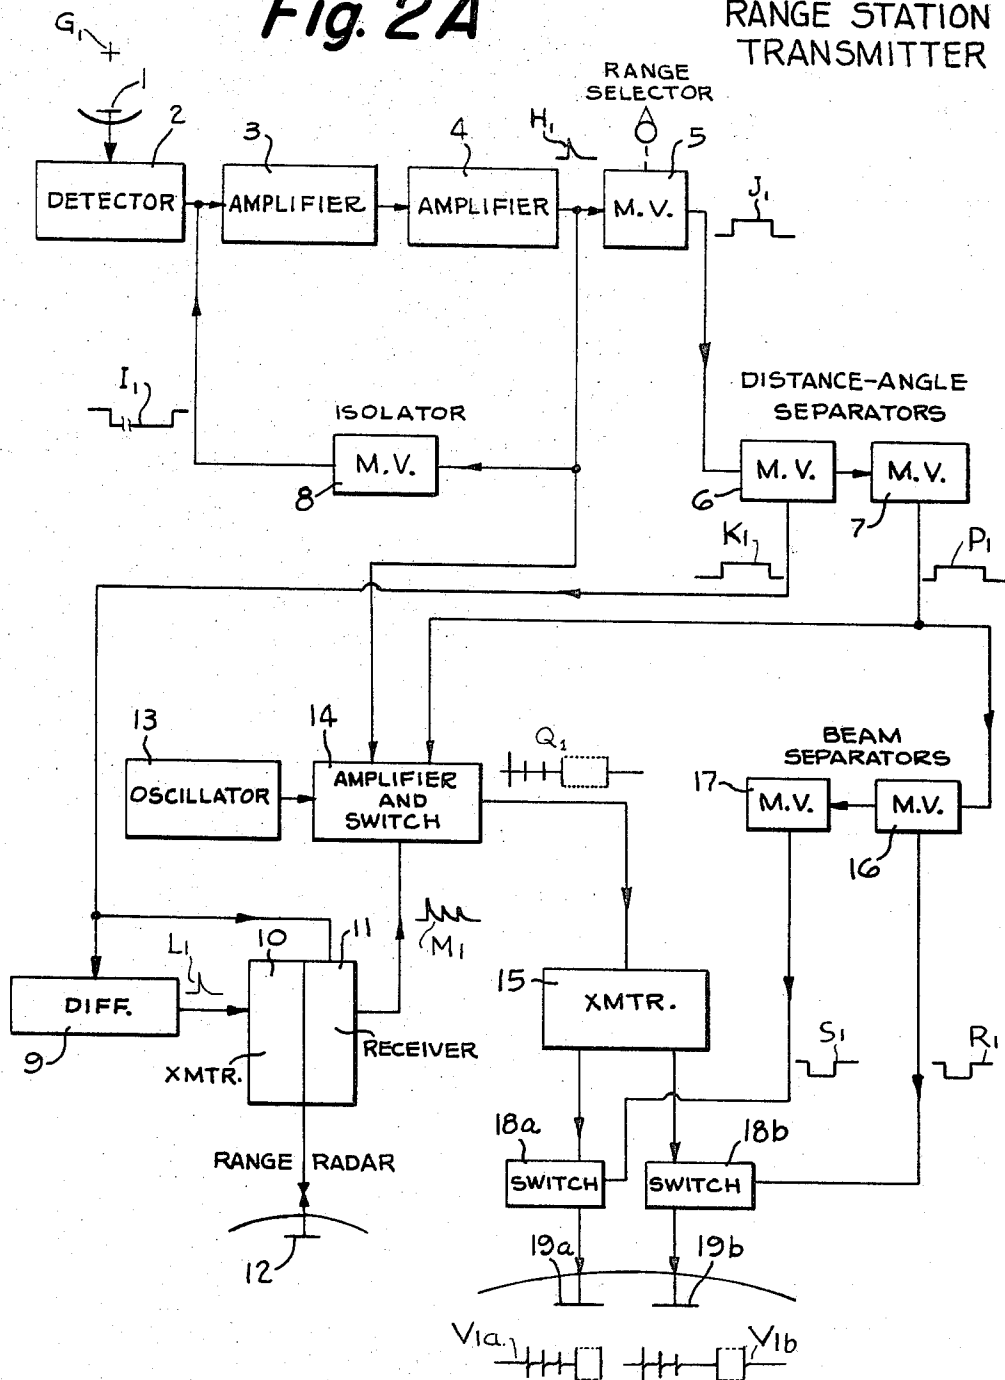 Fig. 2A
RANGE STATION
TRANSMITTER
G1
1
2
DETECTOR
3
AMPLIFIER
4
AMPLIFIER
H1
RANGE
SELECTOR
5
M.V.
J1
I1
ISOLATOR
M.V.
8
DISTANCE-ANGLE
SEPARATORS
M.V.
6
M.V.
7
K1
P1
13
OSCILLATOR
14
AMPLIFIER
AND
SWITCH
Q1
BEAM
SEPARATORS
17
M.V.
M.V.
16
M1
L1
10
11
DIFF.
9
XMTR.
RECEIVER
15
XMTR.
S1
R1
RANGE RADAR
12
18a
SWITCH
18b
SWITCH
19a
19b
V1a
V1b